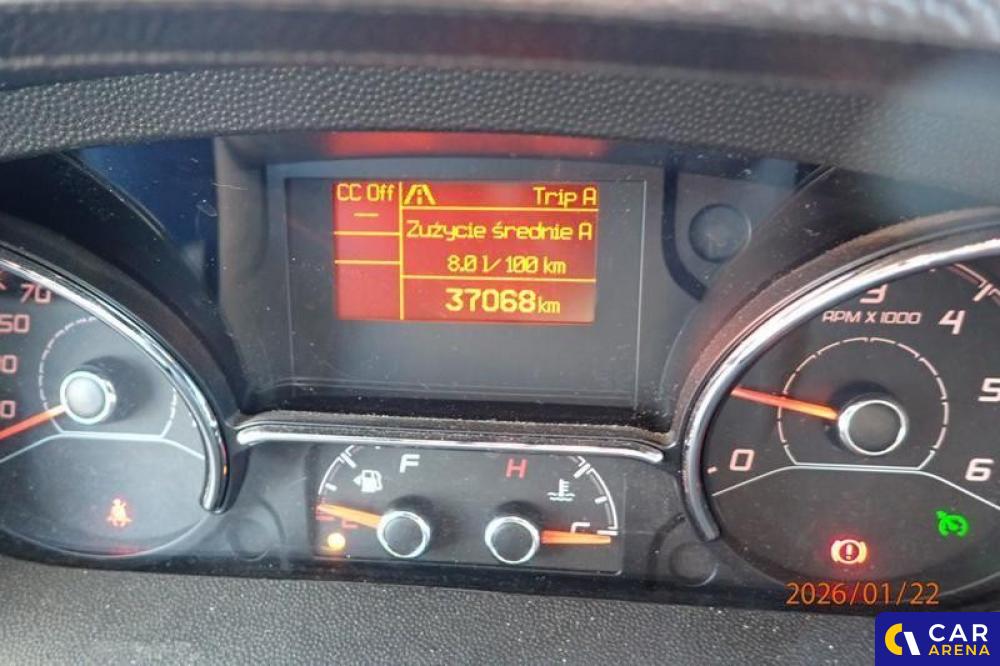 CC Off
Trip A
--
Zużycie średnie A
8.0 l/100 km
37068km
70
50
3
RPM X 1000
4
5
6
0
F
H
E
C
2026/01/22
CAR
ARENA